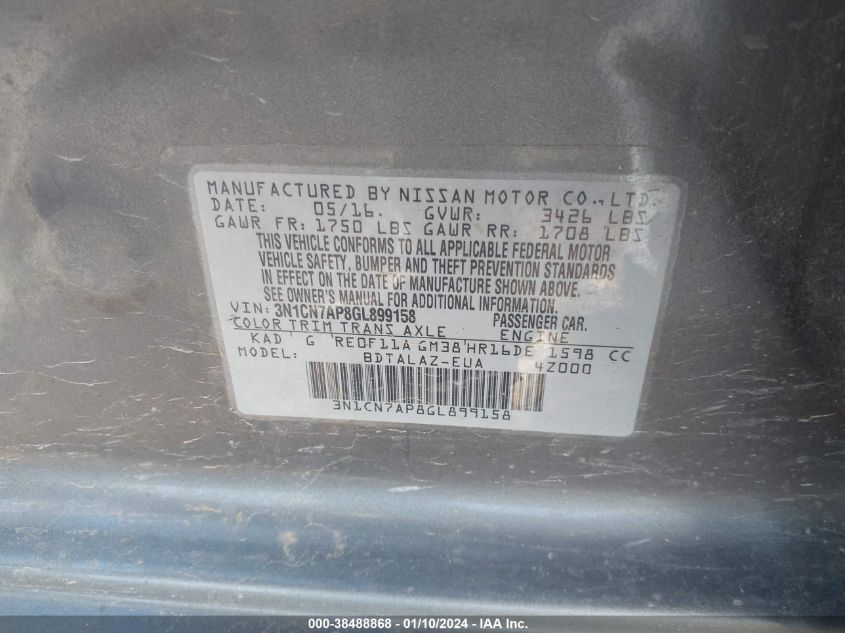 MANUFACTURED BY NISSAN MOTOR CO., LTD.
DATE: 05/16. GVWR: 3426 LBS
GAWR FR: 1750 LBS GAWR RR: 1708 LBS
THIS VEHICLE CONFORMS TO ALL APPLICABLE FEDERAL MOTOR
VEHICLE SAFETY, BUMPER AND THEFT PREVENTION STANDARDS
IN EFFECT ON THE DATE OF MANUFACTURE SHOWN ABOVE.
SEE OWNER'S MANUAL FOR ADDITIONAL INFORMATION.
VIN: 3N1CN7AP8GL899158 PASSENGER CAR.
COLOR TRIM TRANS AXLE ENGINE
KAD G RE0F11A GM38 HR16DE 1598 CC
MODEL: BDTALAZ-EUA 4Z000
3N1CN7AP8GL899158
000-38488868 - 01/10/2024 - IAA Inc.